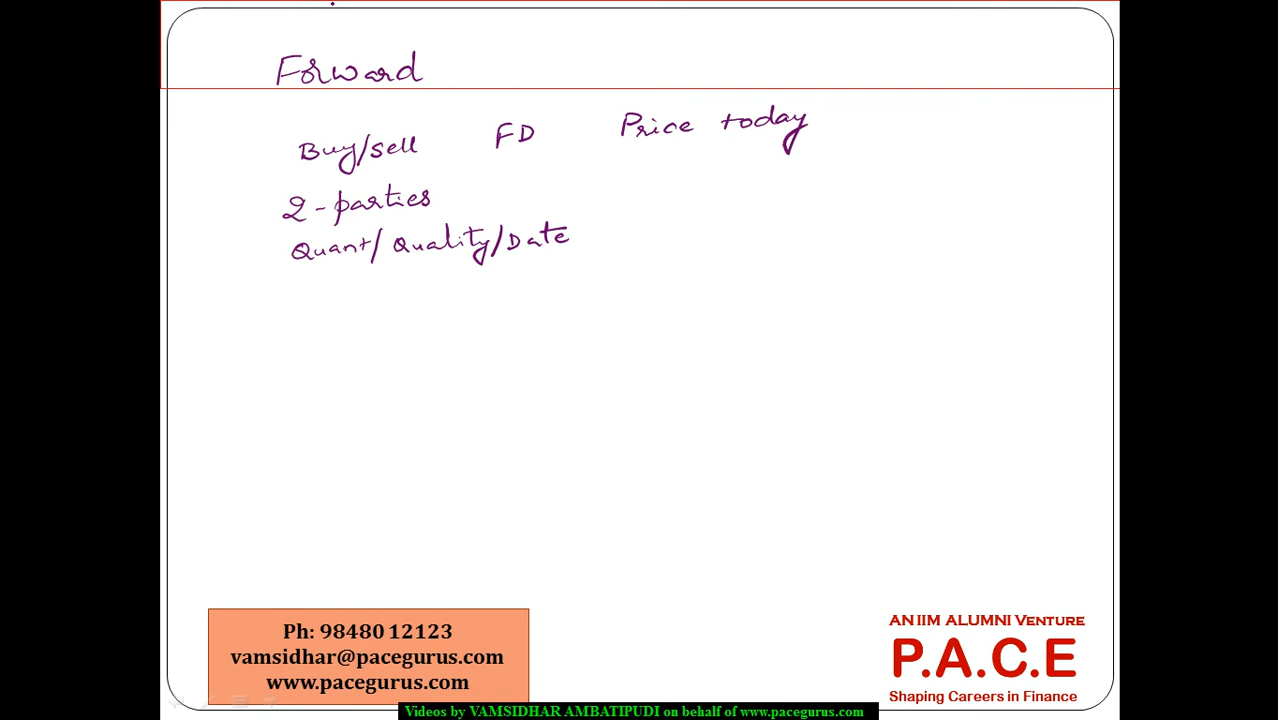 Forward
Buy/sell FD Price today
2-parties
Quant/Quality/Date
Ph: 98480 12123
vamsidhar@pacegurus.com
www.pacegurus.com
AN IIM ALUMNI VENTURE
P.A.C.E
Shaping Careers in Finance
Videos by VAMSIDHAR AMBATIPUDI on behalf of www.pacegurus.com